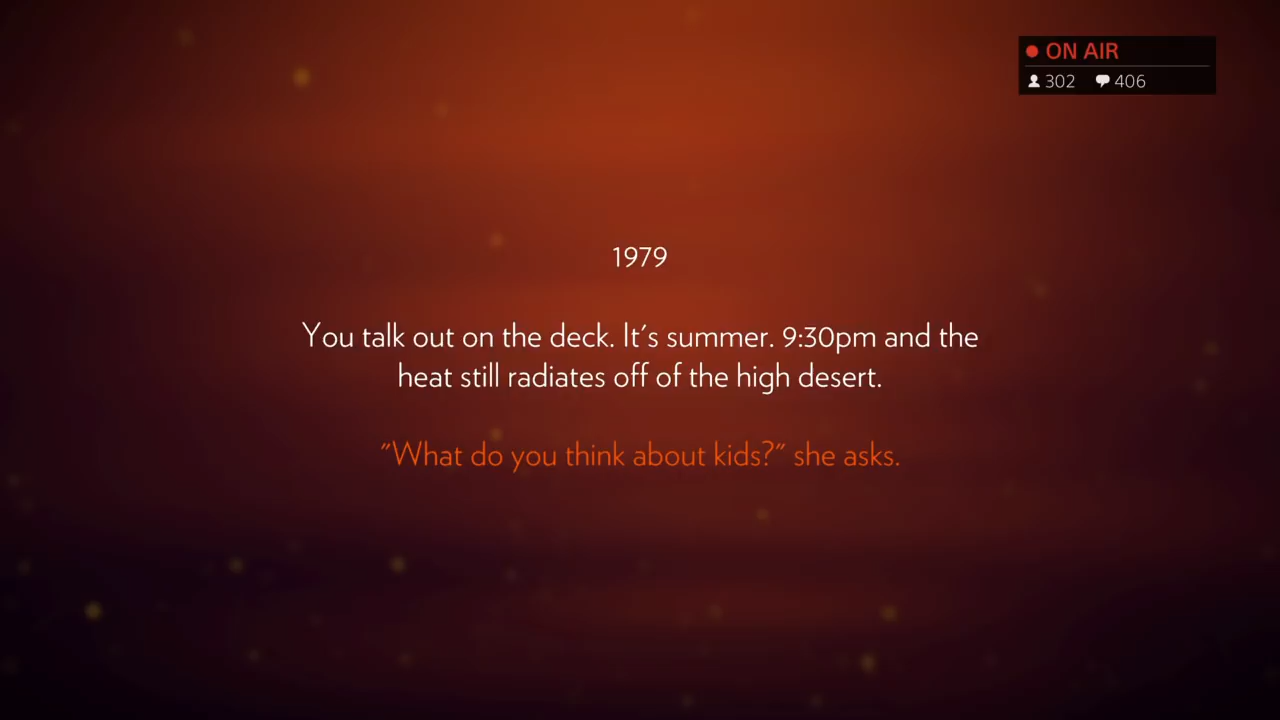 ON AIR
302 406
1979
You talk out on the deck. It's summer. 9:30pm and the
heat still radiates off of the high desert.
"What do you think about kids?" she asks.